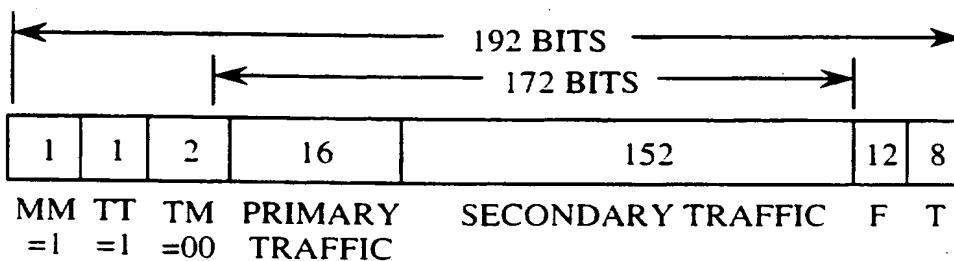 192 BITS
172 BITS
1 1 2 16 152 12 8
MM TT TM PRIMARY SECONDARY TRAFFIC F T
=1 =1 =00 TRAFFIC